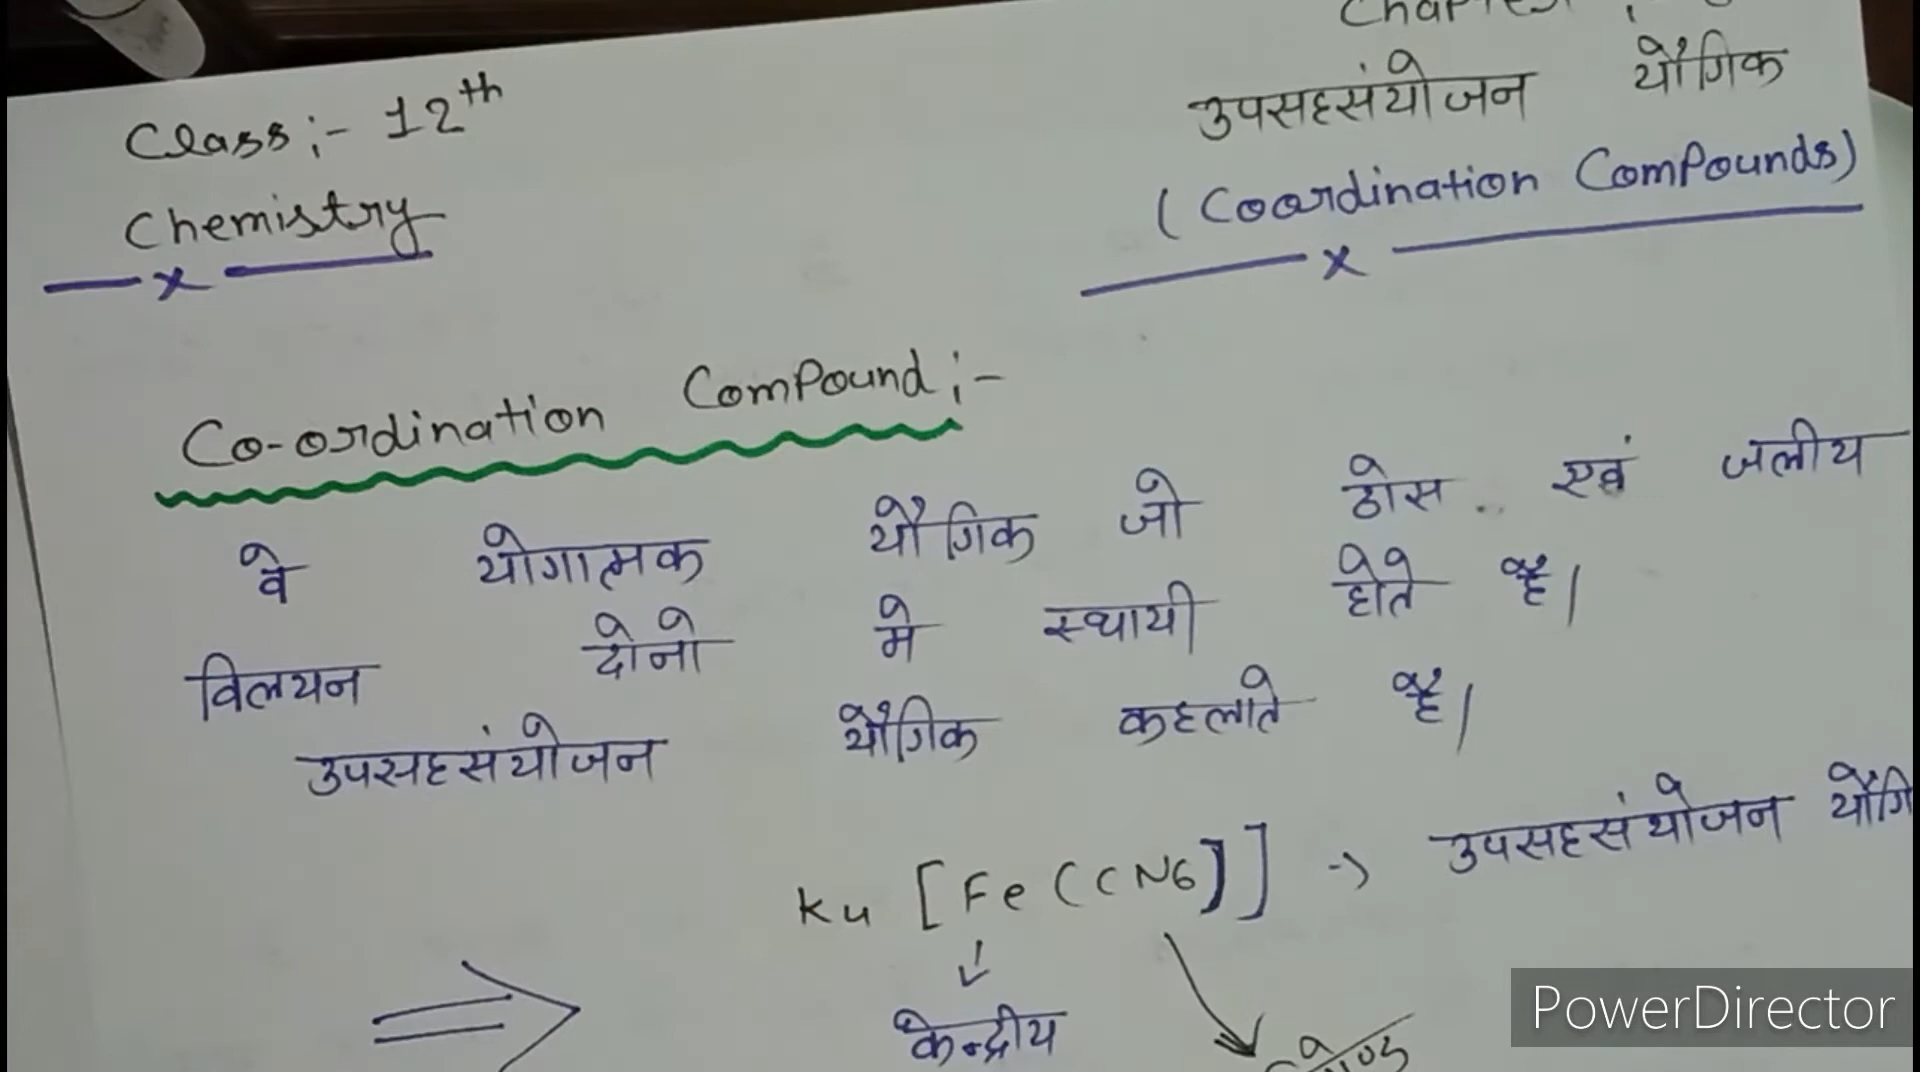 Class:- 12th
Chemistry
x
उपसहसंयोजन यौगिक
(Coordination Compounds)
x
Co-ordination Compound:-
वे योगात्मक यौगिक जो ठोस एवं जलीय
विलयन दोनो मे स्थायी होते है।
उपसहसंयोजन यौगिक कहलाते है।
K4 [Fe(CN6)] → उपसहसंयोजन यौगि
केन्द्रीय
PowerDirector